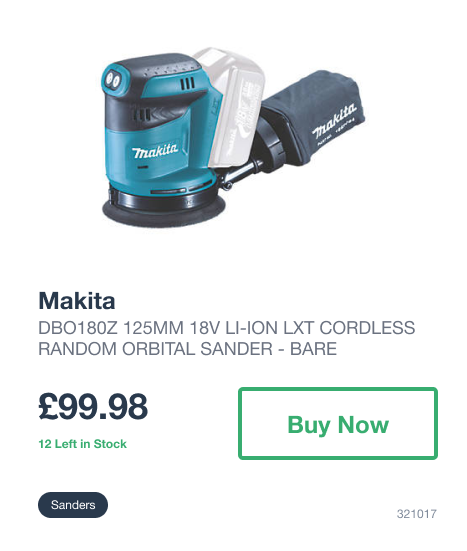 makita
makita
Makita
DBO180Z 125MM 18V LI-ION LXT CORDLESS
RANDOM ORBITAL SANDER - BARE
£99.98
Buy Now
12 Left in Stock
Sanders
321017